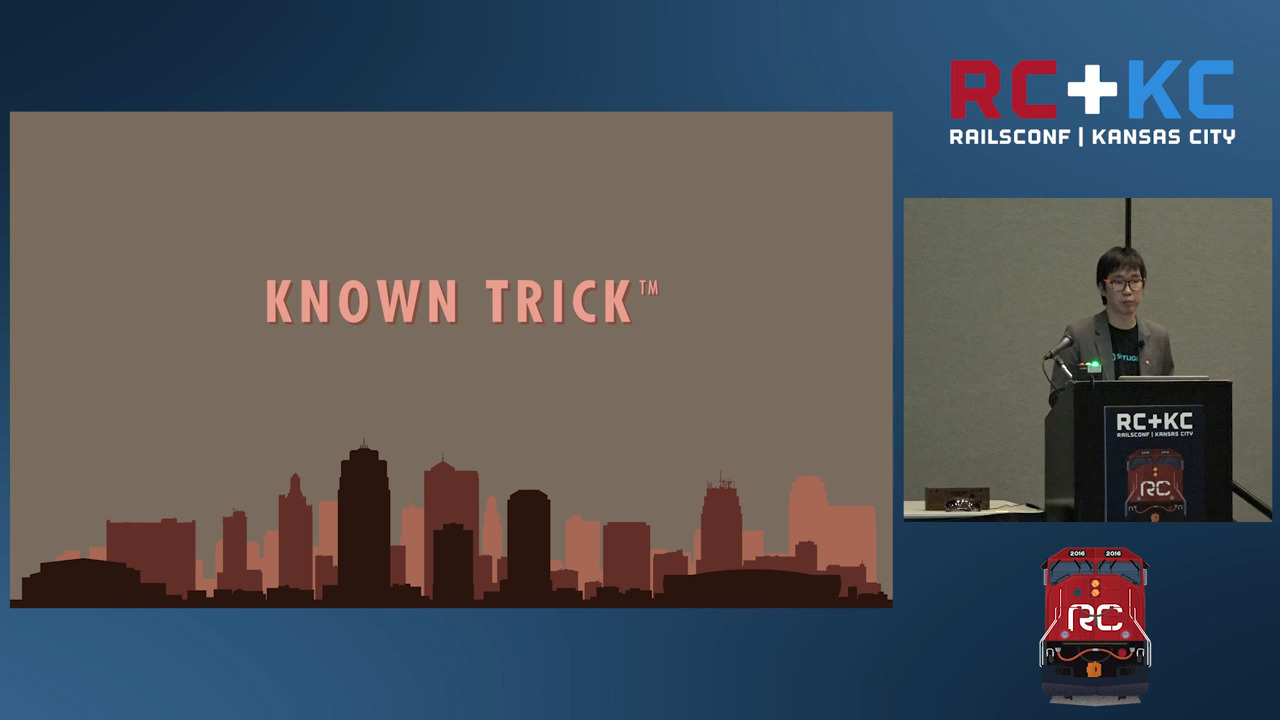 KNOWN TRICK™
RC+KC
RAILSCONF | KANSAS CITY
RC+KC
RAILSCONF | KANSAS CITY
RC
2016 2016
RC